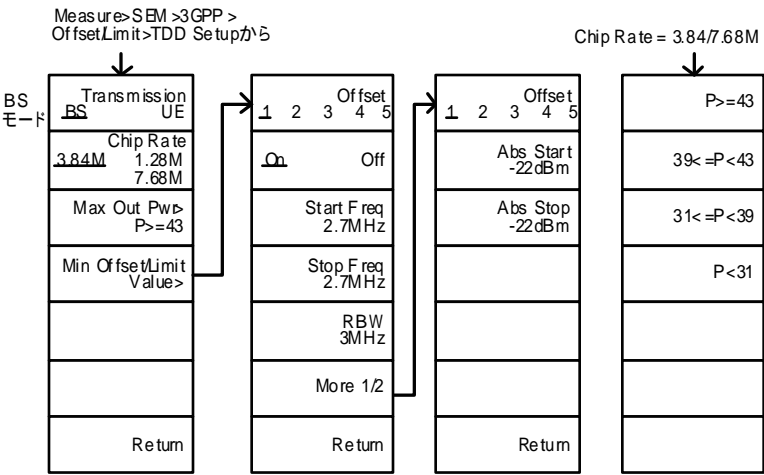 Measure>SEM>3GPP>
Offset/Limit>TDD Setupから
Chip Rate = 3.84/7.68M
BS
モード
Transmission
BS UE
Chip Rate
3.84M 1.28M
7.68M
Max Out Pwr>
P>=43
Min Offset/Limit
Value>
Return
Offset
1 2 3 4 5
On Off
Start Freq
2.7MHz
Stop Freq
2.7MHz
RBW
3MHz
More 1/2
Return
Offset
1 2 3 4 5
Abs Start
-22dBm
Abs Stop
-22dBm
Return
P>=43
39<=P<43
31<=P<39
P<31